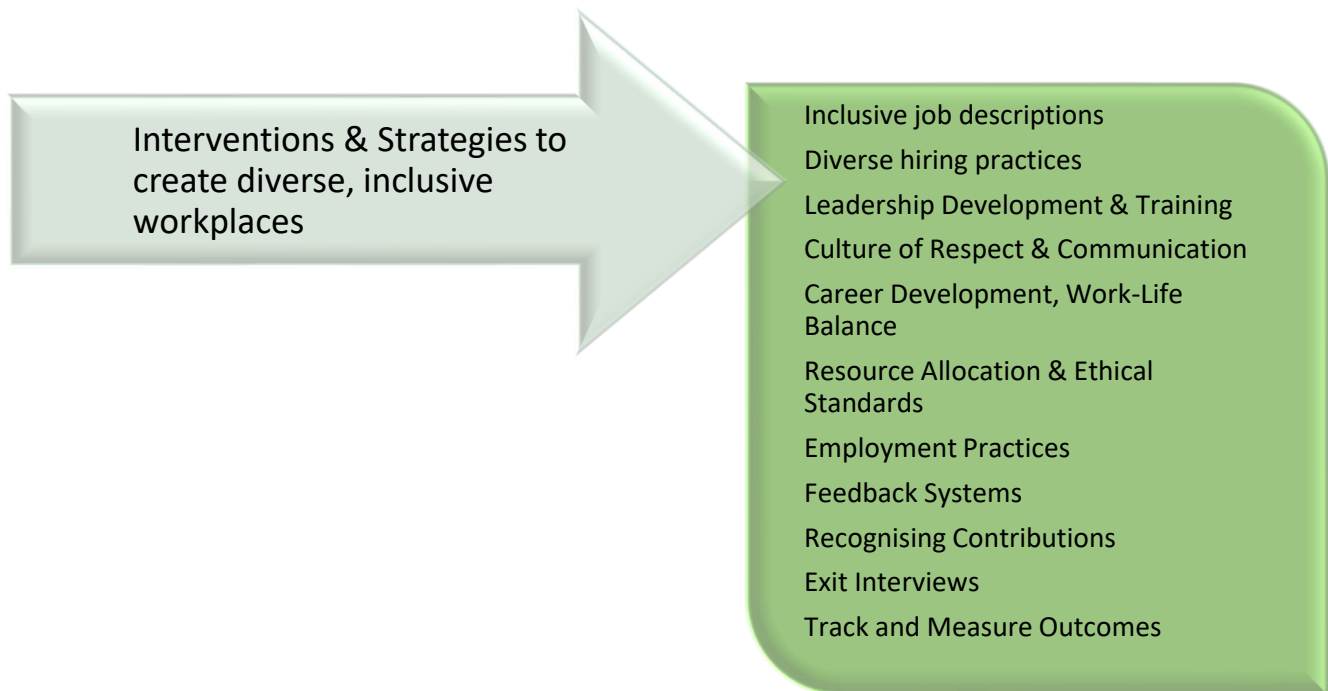 Interventions & Strategies to
create diverse, inclusive
workplaces
Inclusive job descriptions
Diverse hiring practices
Leadership Development & Training
Culture of Respect & Communication
Career Development, Work-Life
Balance
Resource Allocation & Ethical
Standards
Employment Practices
Feedback Systems
Recognising Contributions
Exit Interviews
Track and Measure Outcomes